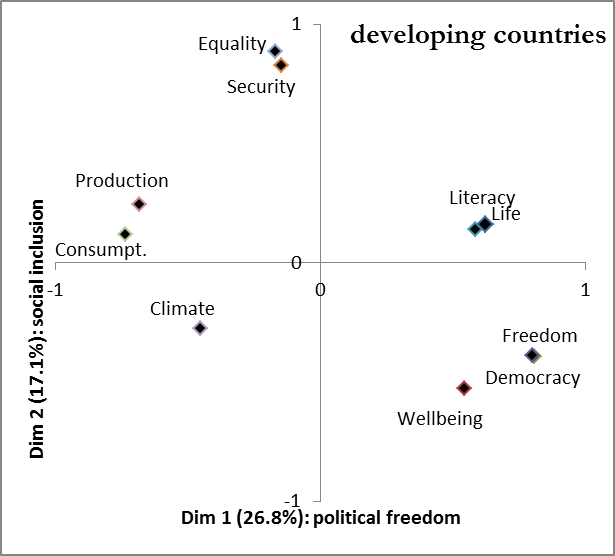 1
developing countries
Equality
Security
Production
Literacy
Life
Consumpt.
0
-1
0
1
Climate
Freedom
Democracy
Wellbeing
-1
Dim 1 (26.8%): political freedom
Dim 2 (17.1%): social inclusion